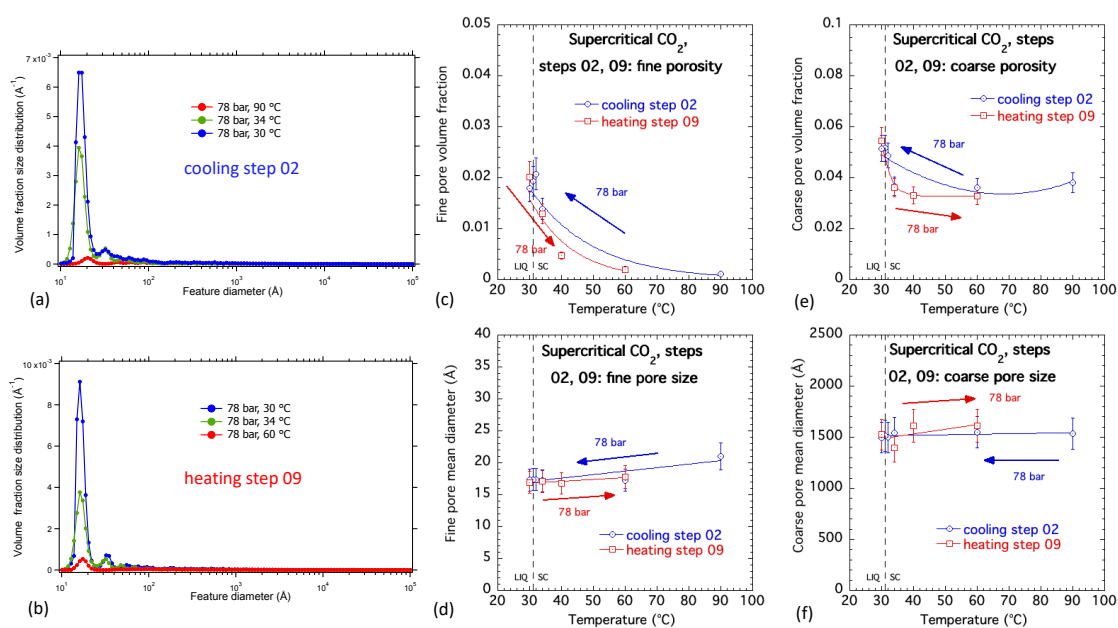 7 x10⁻³
6
5
4
3
2
1
0
Volume fraction size distribution (Å⁻¹)
78 bar, 90 °C
78 bar, 34 °C
78 bar, 30 °C
cooling step 02
10¹ 10² 10³ 10⁴ 10⁵
Feature diameter (Å)
(a)
10 x10⁻³
8
6
4
2
0
Volume fraction size distribution (Å⁻¹)
78 bar, 30 °C
78 bar, 34 °C
78 bar, 60 °C
heating step 09
10¹ 10² 10³ 10⁴ 10⁵
Feature diameter (Å)
(b)
0.05
0.04
0.03
0.02
0.01
0
Fine pore volume fraction
Supercritical CO₂,
steps 02, 09: fine porosity
cooling step 02
heating step 09
78 bar
78 bar
LIQ SC
20 30 40 50 60 70 80 90 100
Temperature (°C)
(c)
40
35
30
25
20
15
10
5
0
Fine pore mean diameter (Å)
Supercritical CO₂, steps
02, 09: fine pore size
78 bar
78 bar
cooling step 02
heating step 09
LIQ SC
20 30 40 50 60 70 80 90 100
Temperature (°C)
(d)
0.1
0.08
0.06
0.04
0.02
0
Coarse pore volume fraction
Supercritical CO₂, steps
02, 09: coarse porosity
cooling step 02
heating step 09
78 bar
78 bar
LIQ SC
20 30 40 50 60 70 80 90 100
Temperature (°C)
(e)
2500
2000
1500
1000
500
0
Coarse pore mean diameter (Å)
Supercritical CO₂, steps
02, 09: coarse pore size
78 bar
78 bar
cooling step 02
heating step 09
LIQ SC
20 30 40 50 60 70 80 90 100
Temperature (°C)
(f)